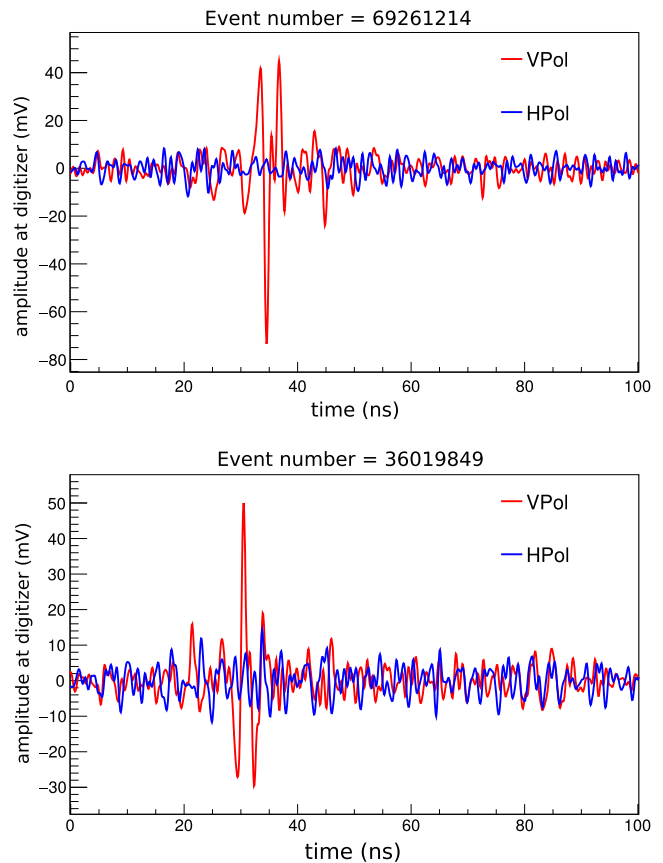 Event number = 69261214
amplitude at digitizer (mV)
40
20
0
−20
−40
−60
−80
VPol
HPol
0 20 40 60 80 100
time (ns)
Event number = 36019849
amplitude at digitizer (mV)
50
40
30
20
10
0
−10
−20
−30
VPol
HPol
0 20 40 60 80 100
time (ns)